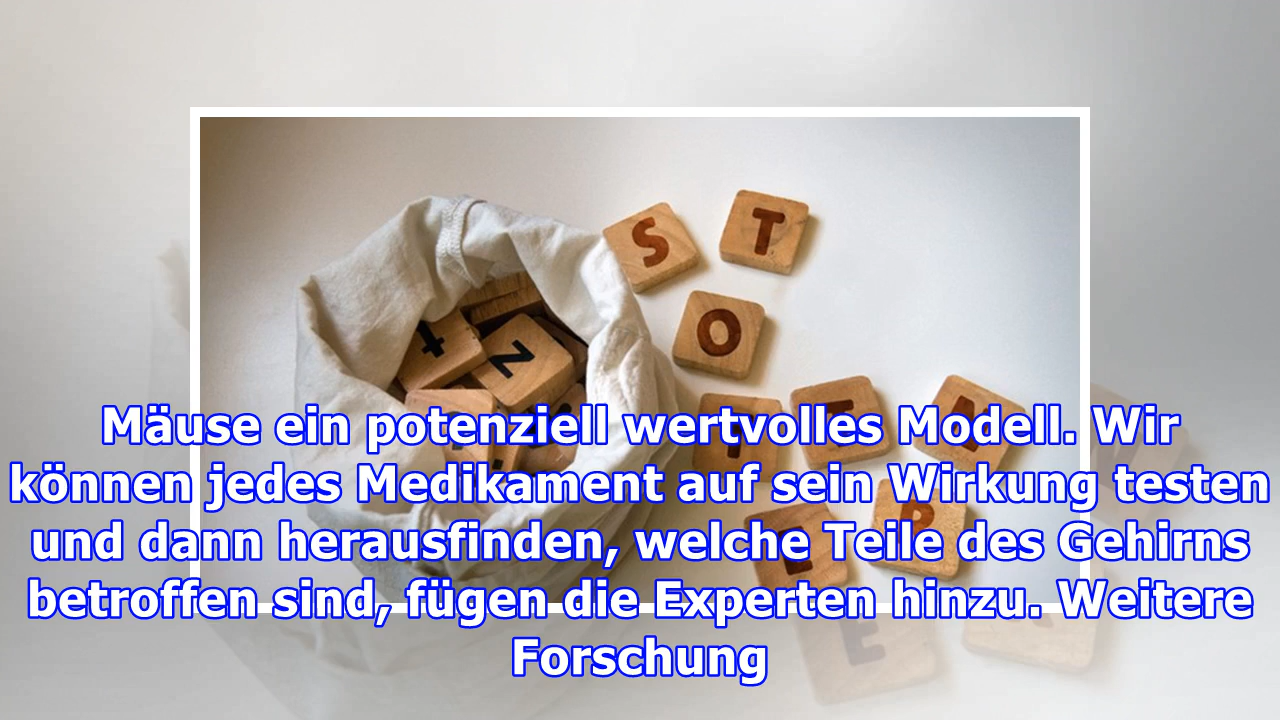 S T
O
Z
E A
P
Mäuse ein potenziell wertvolles Modell. Wir
können jedes Medikament auf sein Wirkung testen
und dann herausfinden, welche Teile des Gehirns
betroffen sind, fügen die Experten hinzu. Weitere
Forschung